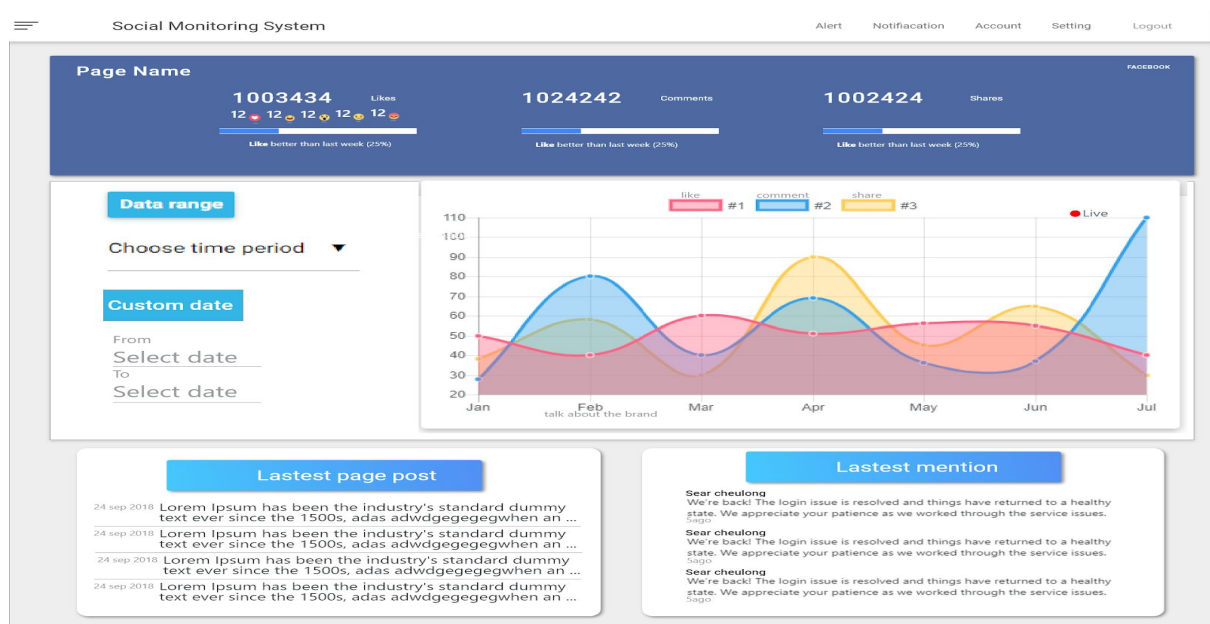 Social Monitoring System
Alert Notifiacation Account Setting Logout
Page Name
FACEBOOK
1003434 Likes
12 12 12 12 12
Like better than last week (25%)
1024242 Comments
Like better than last week (25%)
1002424 Shares
Like better than last week (25%)
Data range
Choose time period
Custom date
From
Select date
To
Select date
like comment share
#1 #2 #3
Live
110
100
90
80
70
60
50
40
30
20
Jan Feb Mar Apr May Jun Jul
talk about the brand
Lastest page post
24 sep 2018 Lorem Ipsum has been the industry's standard dummy
text ever since the 1500s, adas adwdgegegegwhen an ...
24 sep 2018 Lorem Ipsum has been the industry's standard dummy
text ever since the 1500s, adas adwdgegegegwhen an ...
24 sep 2018 Lorem Ipsum has been the industry's standard dummy
text ever since the 1500s, adas adwdgegegegwhen an ...
24 sep 2018 Lorem Ipsum has been the industry's standard dummy
text ever since the 1500s, adas adwdgegegegwhen an ...
Lastest mention
Sear cheulong
We're back! The login issue is resolved and things have returned to a healthy
state. We appreciate your patience as we worked through the service issues.
5ago
Sear cheulong
We're back! The login issue is resolved and things have returned to a healthy
state. We appreciate your patience as we worked through the service issues.
5ago
Sear cheulong
We're back! The login issue is resolved and things have returned to a healthy
state. We appreciate your patience as we worked through the service issues.
5ago